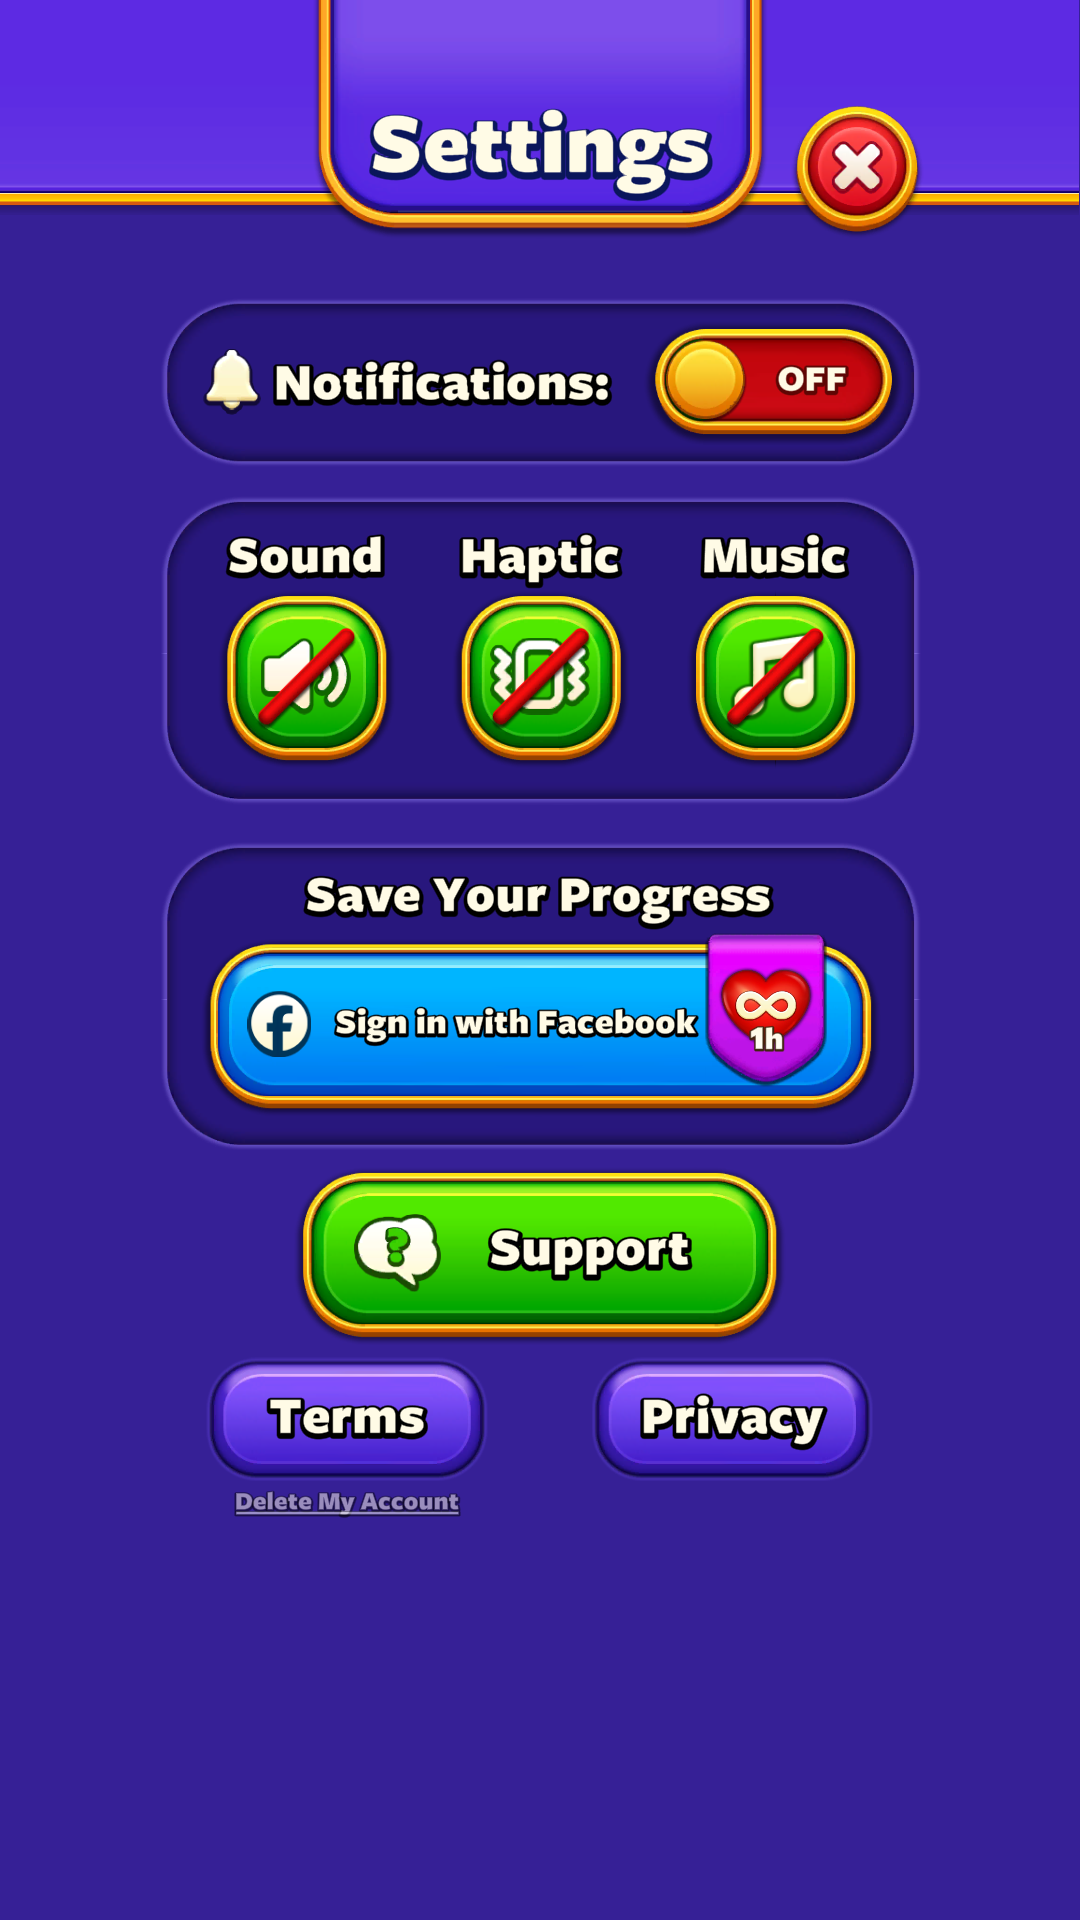 Settings
Notifications:
OFF
Sound
Haptic
Music
Save Your Progress
Sign in with Facebook
1h
Support
Terms
Privacy
Delete My Account